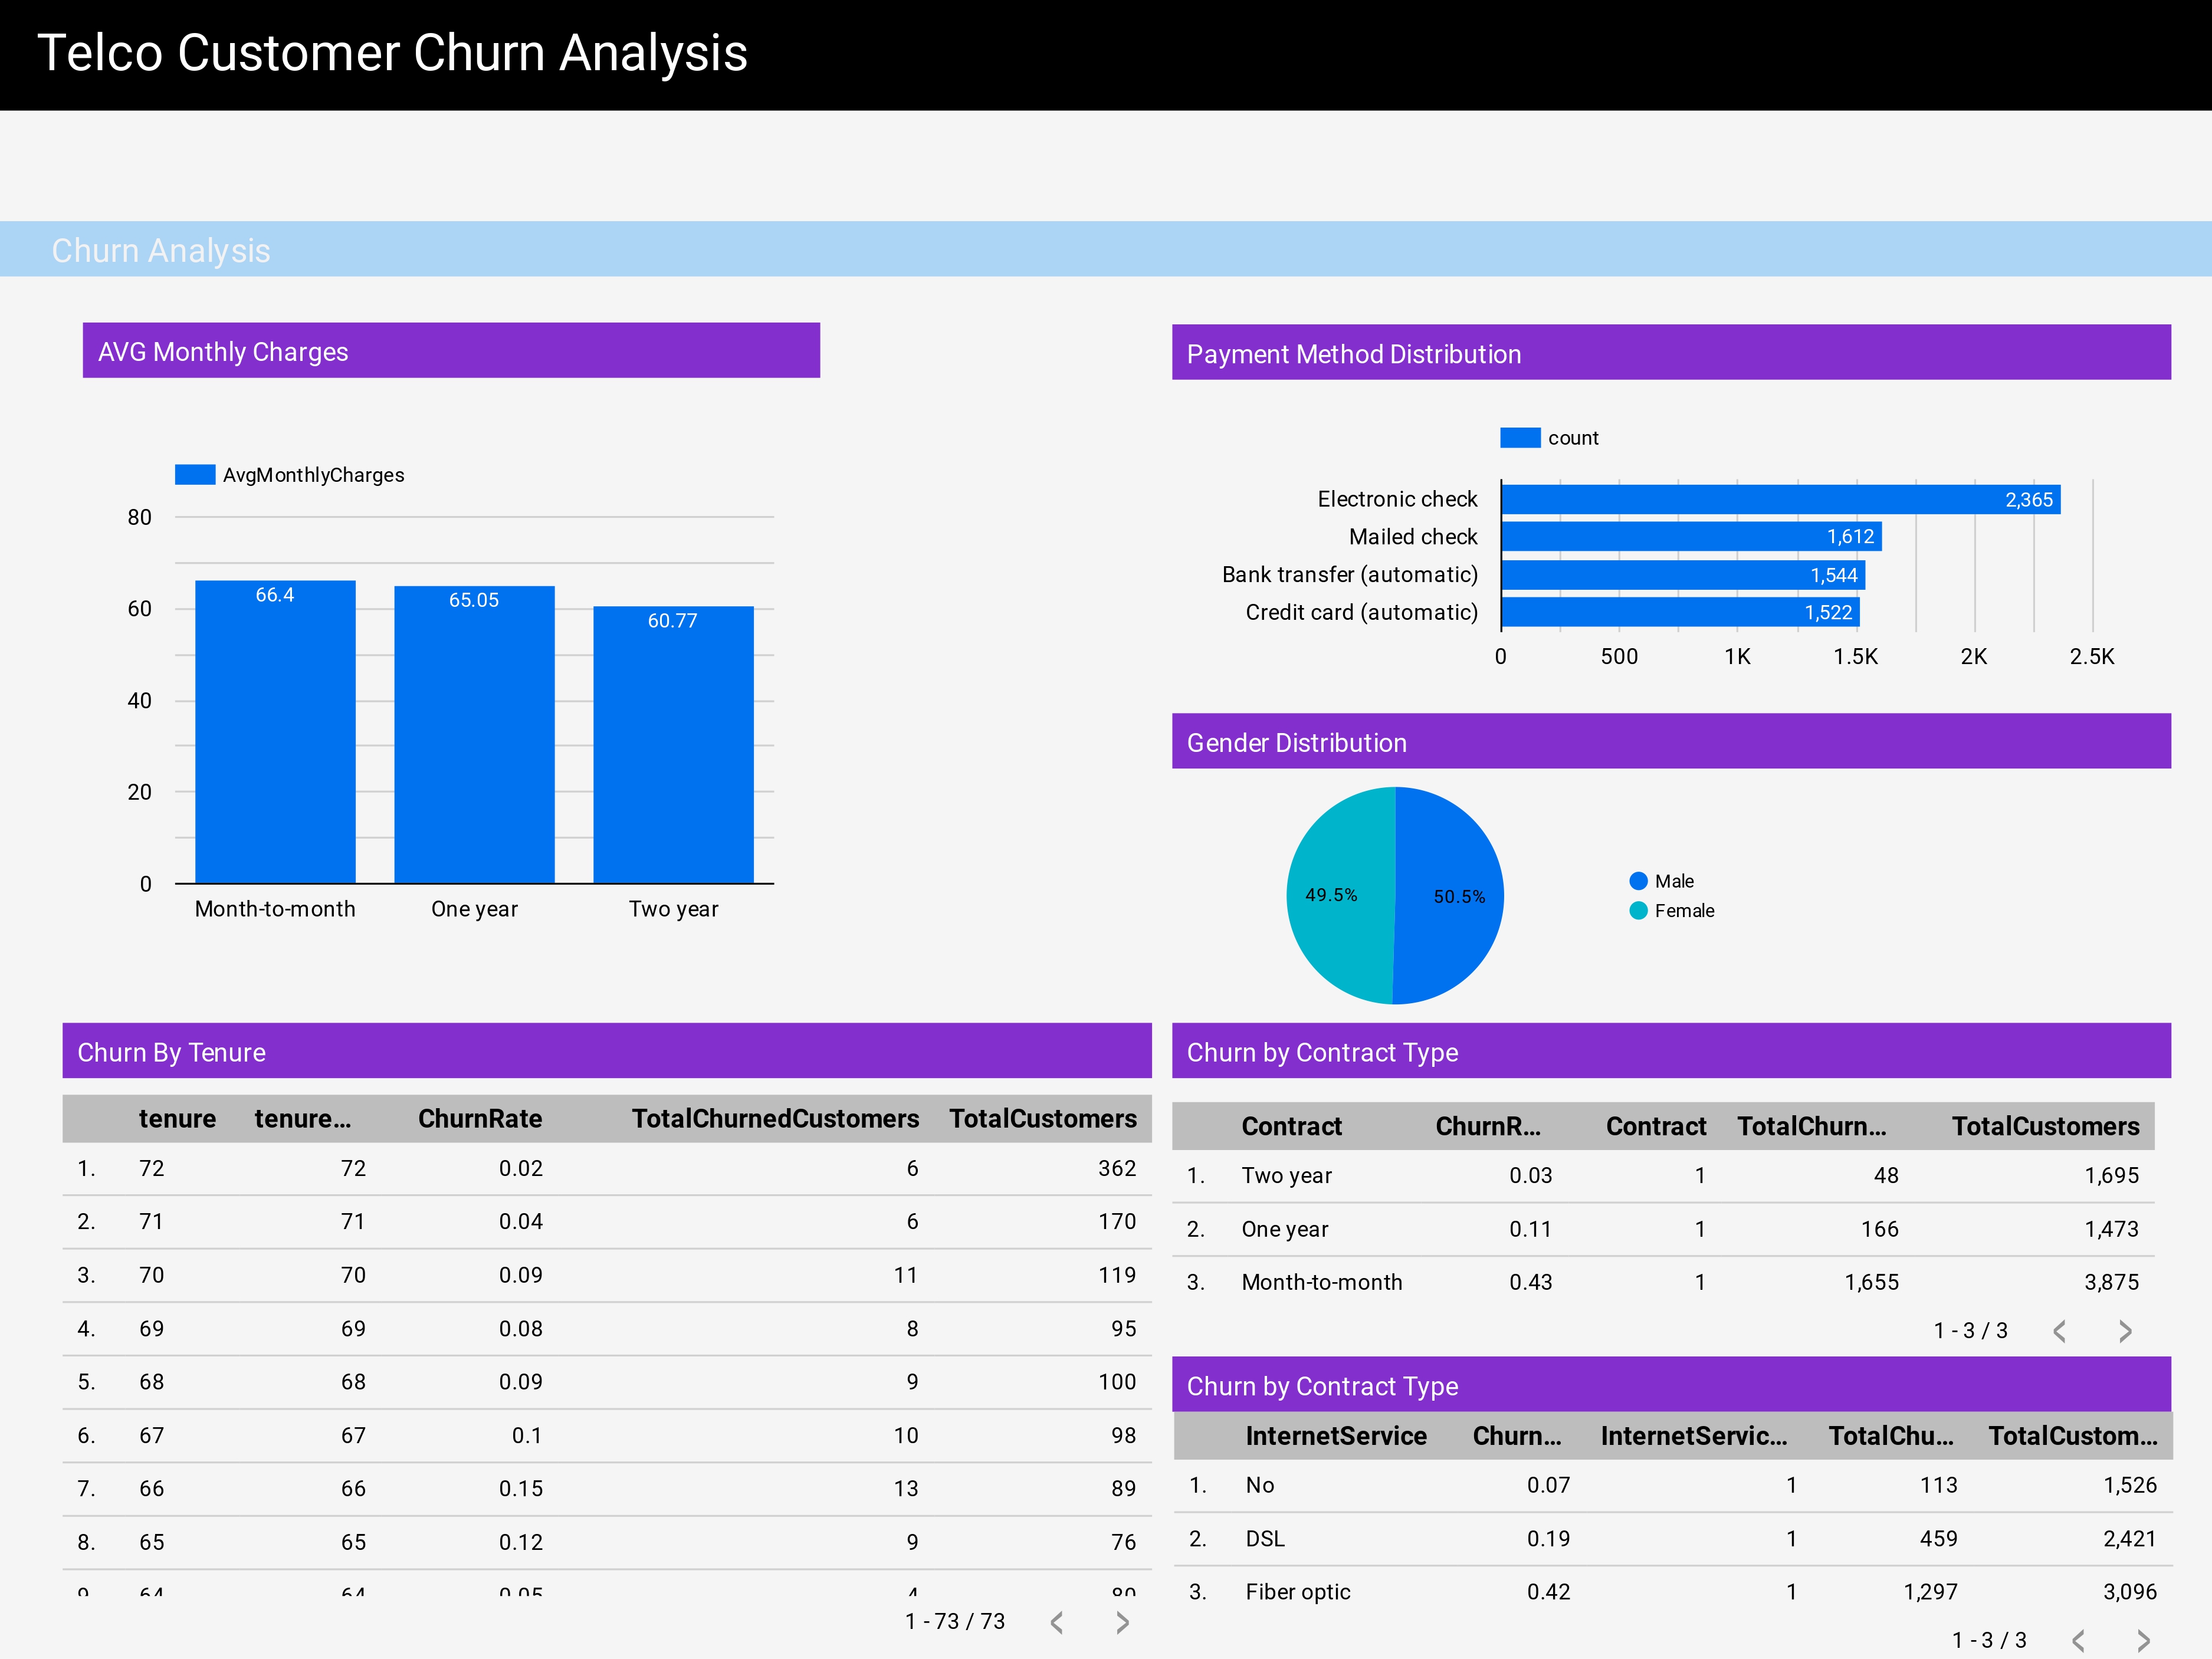 Telco Customer Churn Analysis
Churn Analysis
AVG Monthly Charges
AvgMonthlyCharges
80
60
40
20
0
66.4
65.05
60.77
Month-to-month One year Two year
Payment Method Distribution
count
Electronic check 2,365
Mailed check 1,612
Bank transfer (automatic) 1,544
Credit card (automatic) 1,522
0 500 1K 1.5K 2K 2.5K
Gender Distribution
49.5% 50.5%
Male
Female
Churn By Tenure
tenure tenure... ChurnRate TotalChurnedCustomers TotalCustomers
1. 72 72 0.02 6 362
2. 71 71 0.04 6 170
3. 70 70 0.09 11 119
4. 69 69 0.08 8 95
5. 68 68 0.09 9 100
6. 67 67 0.1 10 98
7. 66 66 0.15 13 89
8. 65 65 0.12 9 76
9. 64 64 0.05 4 80
1 - 73 / 73
Churn by Contract Type
Contract ChurnR... Contract TotalChurn... TotalCustomers
1. Two year 0.03 1 48 1,695
2. One year 0.11 1 166 1,473
3. Month-to-month 0.43 1 1,655 3,875
1 - 3 / 3
Churn by Contract Type
InternetService Churn... InternetServic... TotalChu... TotalCustom...
1. No 0.07 1 113 1,526
2. DSL 0.19 1 459 2,421
3. Fiber optic 0.42 1 1,297 3,096
1 - 3 / 3